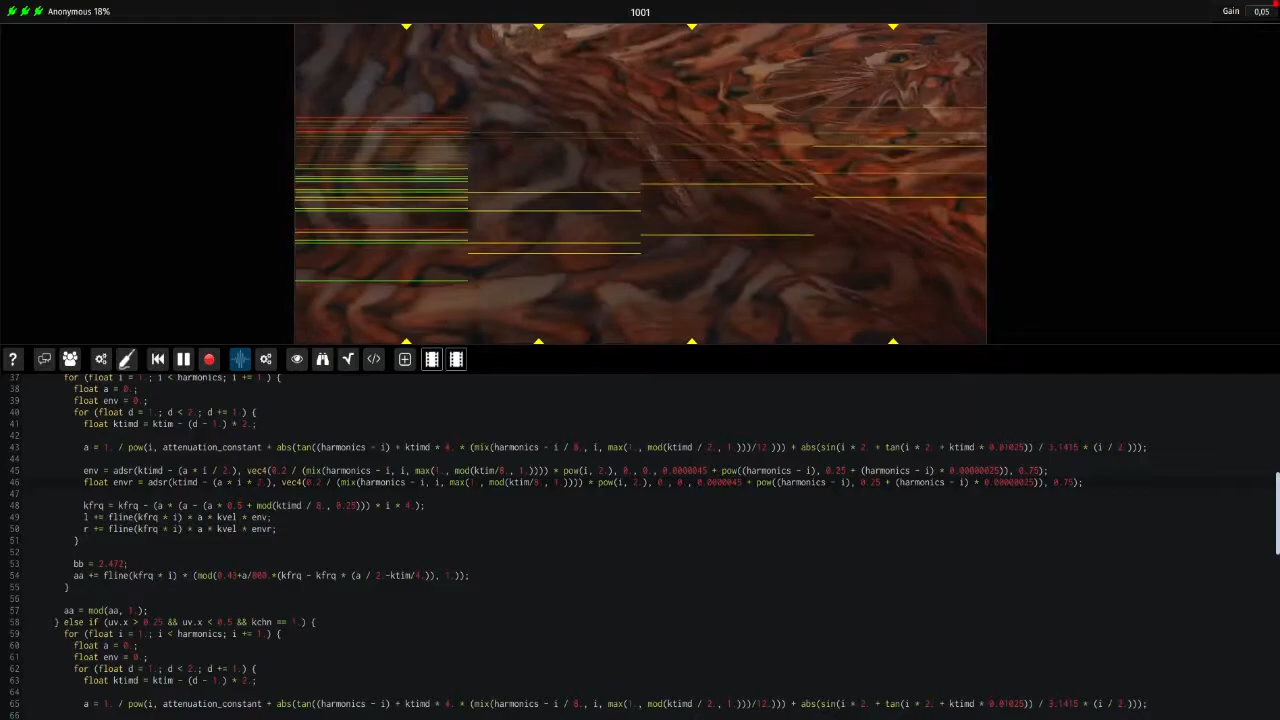 Anonymous 18%
1001
Gain 0,05
37 for (float i = 1.; i < harmonics; i += 1.) {
38 float a = 0.;
39 float env = 0.;
40 for (float d = 1.; d < 2.; d += 1.) {
41 float ktimd = ktim - (d - 1.) * 2.;
42
43 a = 1. / pow(i, attenuation_constant + abs(tan((harmonics - i) + ktimd * 4. * (mix(harmonics - i / 8., i, max(1., mod(ktimd / 2., 1.)))/12.))) + abs(sin(i * 2. + tan(i * 2. + ktimd * 0.01025)) / 3.1415 * (i / 2.)));
44
45 env = adsr(ktimd - (a * i / 2.), vec4(0.2 / (mix(harmonics - i, i, max(1., mod(ktim/8., 1.)))) * pow(i, 2.), 0., 0., 0.0000045 + pow((harmonics - i), 0.25 + (harmonics - i) * 0.00000025)), 0.75);
46 float envr = adsr(ktimd - (a * i * 2.), vec4(0.2 / (mix(harmonics - i, i, max(1., mod(ktim/8., 1.)))) * pow(i, 2.), 0., 0., 0.0000045 + pow((harmonics - i), 0.25 + (harmonics - i) * 0.00000025)), 0.75);
47
48 kfrq = kfrq - (a * (a - (a * 0.5 + mod(ktimd / 8., 0.25))) * i * 4.);
49 l += fline(kfrq * i) * a * kvel * env;
50 r += fline(kfrq * i) * a * kvel * envr;
51 }
52
53 bb = 2.472;
54 aa += fline(kfrq * i) * (mod(0.43+a/800.*(kfrq - kfrq * (a / 2.-ktim/4.)), 1.));
55 }
56
57 aa = mod(aa, 1.);
58 } else if (uv.x > 0.25 && uv.x < 0.5 && kchn == 1.) {
59 for (float i = 1.; i < harmonics; i += 1.) {
60 float a = 0.;
61 float env = 0.;
62 for (float d = 1.; d < 2.; d += 1.) {
63 float ktimd = ktim - (d - 1.) * 2.;
64
65 a = 1. / pow(i, attenuation_constant + abs(tan((harmonics - i) + ktimd * 4. * (mix(harmonics - i / 8., i, max(1., mod(ktimd / 2., 1.)))/12.))) + abs(sin(i * 2. + tan(i * 2. + ktimd * 0.01025)) / 3.1415 * (i / 2.)));
66